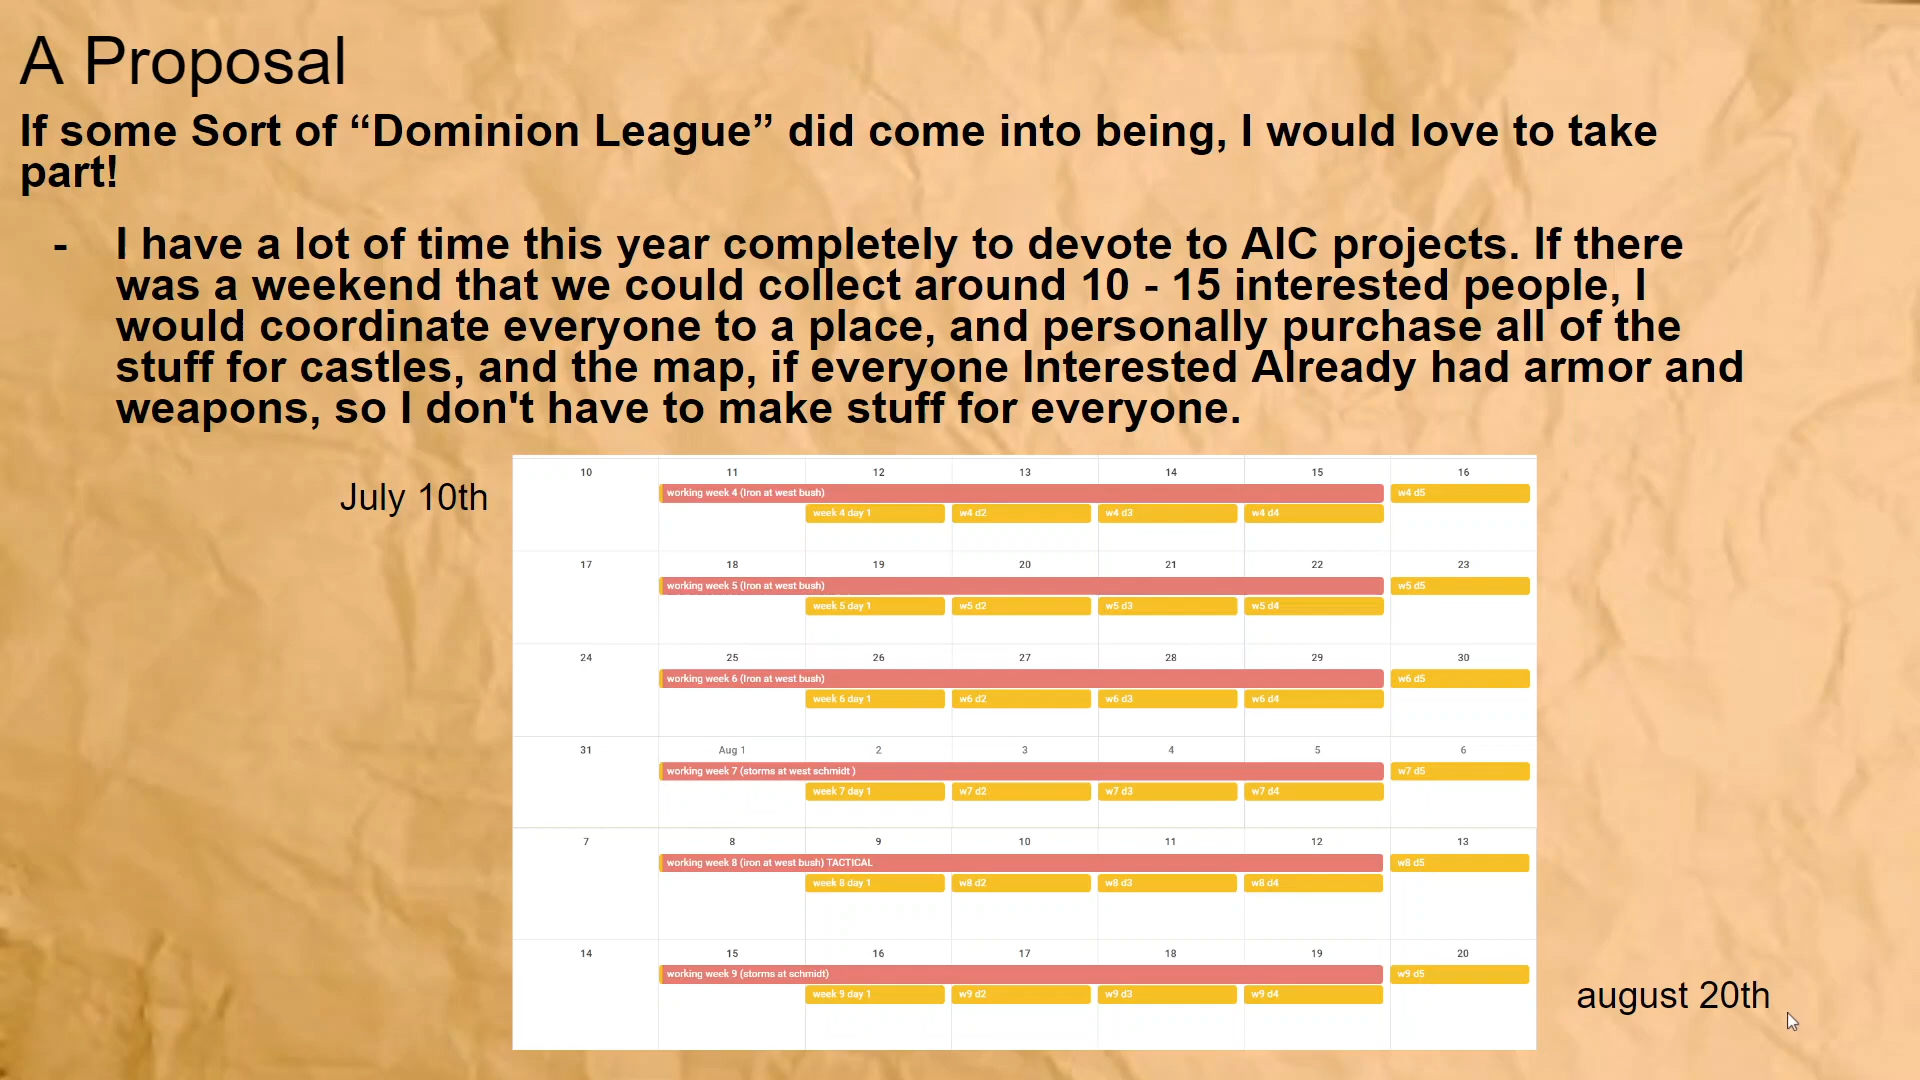 A Proposal
If some Sort of “Dominion League” did come into being, I would love to take
part!
- I have a lot of time this year completely to devote to AIC projects. If there
was a weekend that we could collect around 10 - 15 interested people, I
would coordinate everyone to a place, and personally purchase all of the
stuff for castles, and the map, if everyone Interested Already had armor and
weapons, so I don't have to make stuff for everyone.
July 10th
10 11 12 13 14 15 16
working week 4 (Iron at west bush) w4 d5
week 4 day 1 w4 d2 w4 d3 w4 d4
17 18 19 20 21 22 23
working week 5 (Iron at west bush) w5 d5
week 5 day 1 w5 d2 w5 d3 w5 d4
24 25 26 27 28 29 30
working week 6 (Iron at west bush) w6 d5
week 6 day 1 w6 d2 w6 d3 w6 d4
31 Aug 1 2 3 4 5 6
working week 7 (storms at west schmidt ) w7 d5
week 7 day 1 w7 d2 w7 d3 w7 d4
7 8 9 10 11 12 13
working week 8 (iron at west bush) TACTICAL w8 d5
week 8 day 1 w8 d2 w8 d3 w8 d4
14 15 16 17 18 19 20
working week 9 (storms at schmidt) w9 d5
week 9 day 1 w9 d2 w9 d3 w9 d4
august 20th